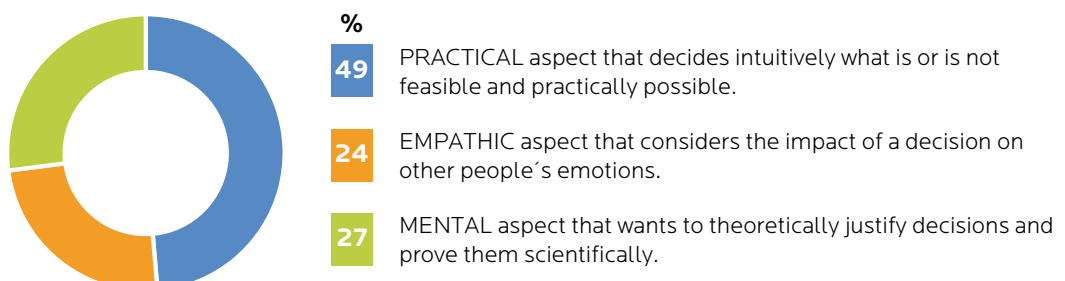 %
49
PRACTICAL aspect that decides intuitively what is or is not
feasible and practically possible.
24
EMPATHIC aspect that considers the impact of a decision on
other people´s emotions.
27
MENTAL aspect that wants to theoretically justify decisions and
prove them scientifically.